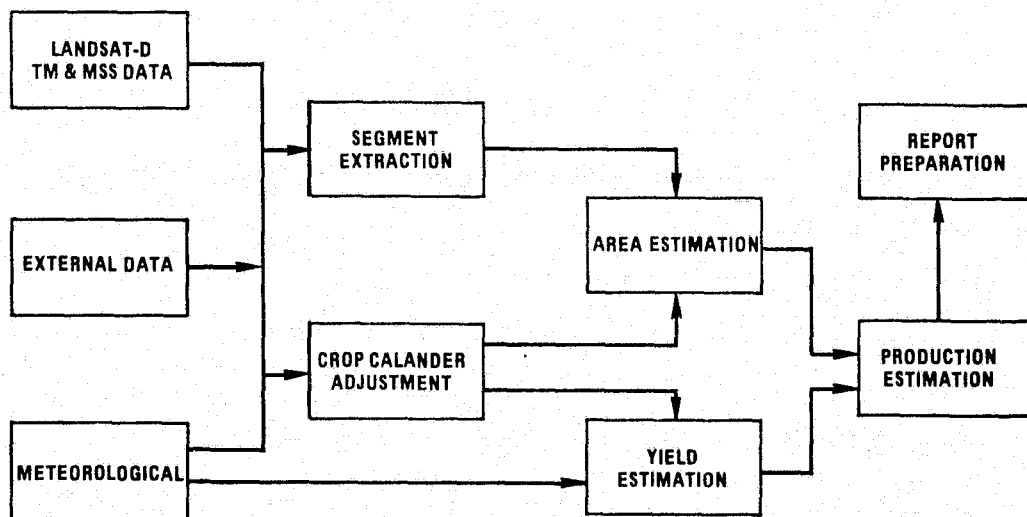 LANDSAT-D
TM & MSS DATA
SEGMENT
EXTRACTION
REPORT
PREPARATION
EXTERNAL DATA
AREA ESTIMATION
CROP CALANDER
ADJUSTMENT
PRODUCTION
ESTIMATION
METEOROLOGICAL
YIELD
ESTIMATION